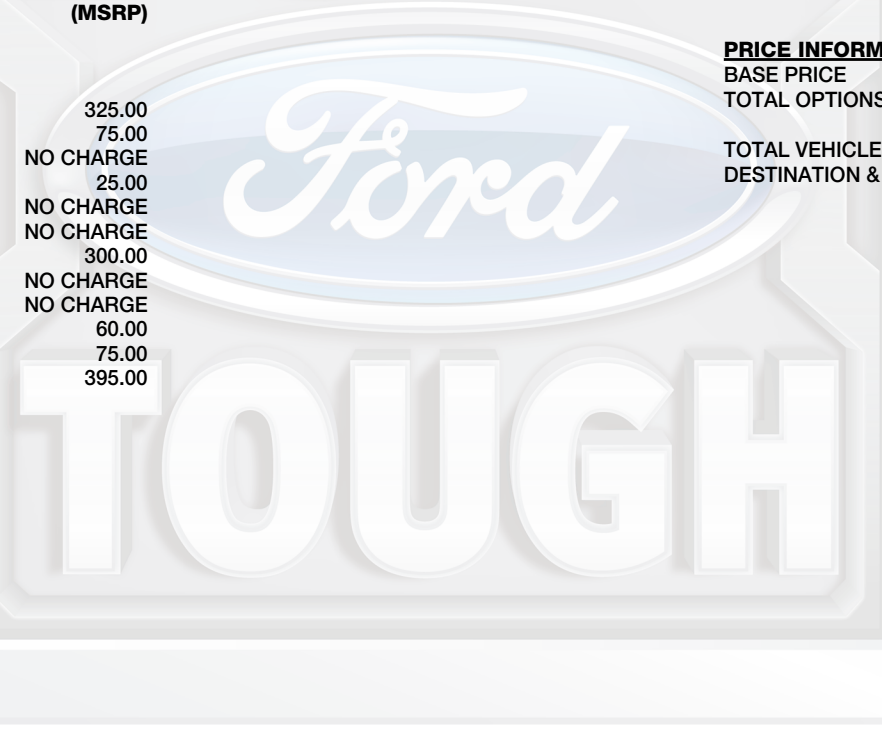 (MSRP)
325.00
75.00
NO CHARGE
25.00
NO CHARGE
NO CHARGE
300.00
NO CHARGE
NO CHARGE
60.00
75.00
395.00
PRICE INFORM
BASE PRICE
TOTAL OPTIONS
TOTAL VEHICLE
DESTINATION &
Ford
TOUGH